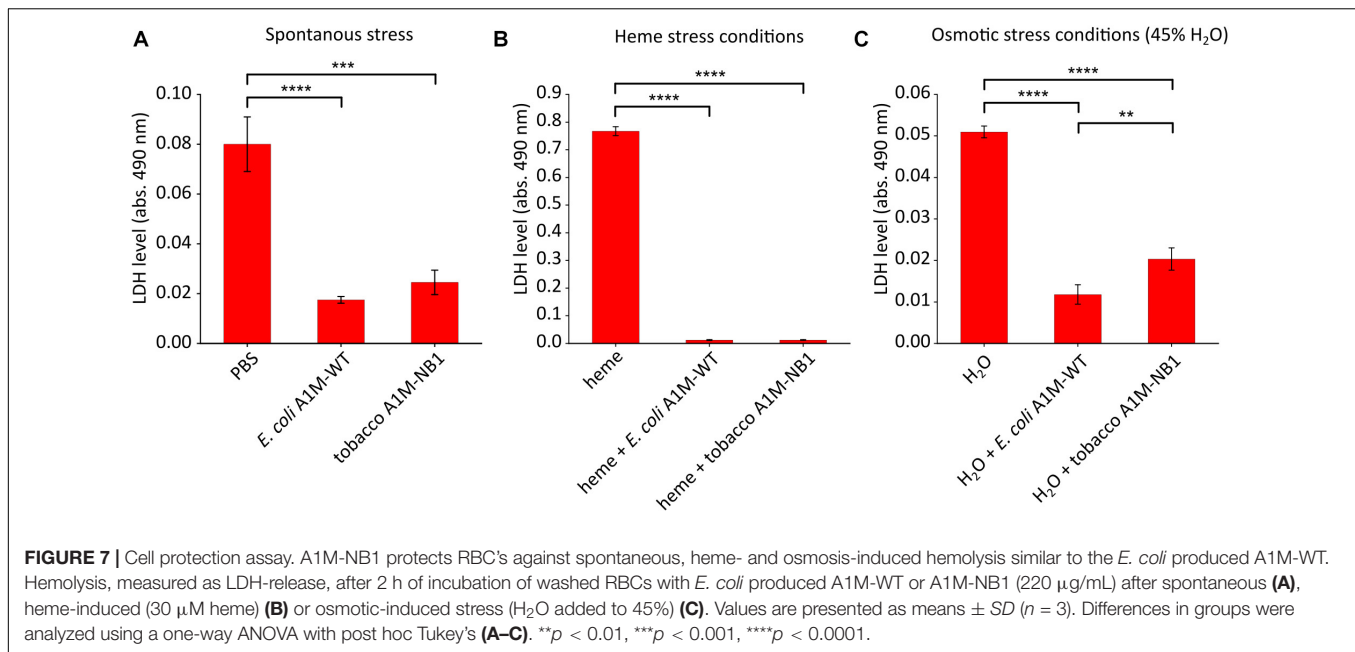 A Spontanous stress
***
****
LDH level (abs. 490 nm)
0.10
0.08
0.06
0.04
0.02
0.00
PBS
E. coli A1M-WT
tobacco A1M-NB1
B Heme stress conditions
****
****
LDH level (abs. 490 nm)
0.9
0.8
0.7
0.6
0.5
0.4
0.3
0.2
0.1
0.0
heme
heme + E. coli A1M-WT
heme + tobacco A1M-NB1
C Osmotic stress conditions (45% H₂O)
****
****
**
LDH level (abs. 490 nm)
0.06
0.05
0.04
0.03
0.02
0.01
0.00
H₂O
H₂O + E. coli A1M-WT
H₂O + tobacco A1M-NB1
FIGURE 7 | Cell protection assay. A1M-NB1 protects RBC's against spontaneous, heme- and osmosis-induced hemolysis similar to the E. coli produced A1M-WT.
Hemolysis, measured as LDH-release, after 2 h of incubation of washed RBCs with E. coli produced A1M-WT or A1M-NB1 (220 μg/mL) after spontaneous (A),
heme-induced (30 μM heme) (B) or osmotic-induced stress (H₂O added to 45%) (C). Values are presented as means ± SD (n = 3). Differences in groups were
analyzed using a one-way ANOVA with post hoc Tukey's (A–C). **p < 0.01, ***p < 0.001, ****p < 0.0001.